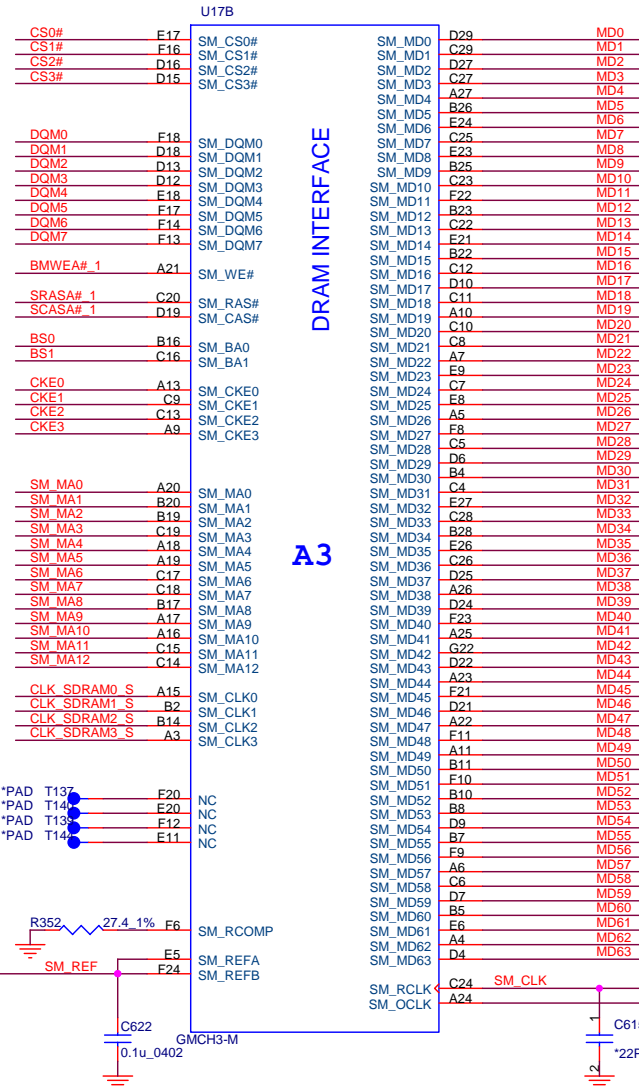 U17B
CS0# E17 SM_CS0#
CS1# F16 SM_CS1#
CS2# D16 SM_CS2#
CS3# D15 SM_CS3#
DQM0 F18 SM_DQM0
DQM1 D18 SM_DQM1
DQM2 D13 SM_DQM2
DQM3 D12 SM_DQM3
DQM4 E18 SM_DQM4
DQM5 F17 SM_DQM5
DQM6 F14 SM_DQM6
DQM7 F13 SM_DQM7
BMWEA#_1 A21 SM_WE#
SRASA#_1 C20 SM_RAS#
SCASA#_1 D19 SM_CAS#
BS0 B16 SM_BA0
BS1 C16 SM_BA1
CKE0 A13 SM_CKE0
CKE1 C9 SM_CKE1
CKE2 C13 SM_CKE2
CKE3 A9 SM_CKE3
SM_MA0 A20 SM_MA0
SM_MA1 B20 SM_MA1
SM_MA2 B19 SM_MA2
SM_MA3 C19 SM_MA3
SM_MA4 A18 SM_MA4
SM_MA5 A19 SM_MA5
SM_MA6 C17 SM_MA6
SM_MA7 C18 SM_MA7
SM_MA8 B17 SM_MA8
SM_MA9 A17 SM_MA9
SM_MA10 A16 SM_MA10
SM_MA11 C15 SM_MA11
SM_MA12 C14 SM_MA12
CLK_SDRAM0_S A15 SM_CLK0
CLK_SDRAM1_S B2 SM_CLK1
CLK_SDRAM2_S B14 SM_CLK2
CLK_SDRAM3_S A3 SM_CLK3
*PAD T137 F20 NC
*PAD T140 E20 NC
*PAD T139 F12 NC
*PAD E11 NC
R352 27.4_1% F6 SM_RCOMP
E5 SM_REFA
SM_REF F24 SM_REFB
C622
0.1u_0402
GMCH3-M
DRAM INTERFACE
A3
SM_MD0 D29 MD0
SM_MD1 C29 MD1
SM_MD2 D27 MD2
SM_MD3 C27 MD3
SM_MD4 A27 MD4
SM_MD5 B26 MD5
SM_MD6 E24 MD6
SM_MD7 C25 MD7
SM_MD8 E23 MD8
SM_MD9 B25 MD9
SM_MD10 C23 MD10
SM_MD11 F22 MD11
SM_MD12 B23 MD12
SM_MD13 C22 MD13
SM_MD14 E21 MD14
SM_MD15 B22 MD15
SM_MD16 C12 MD16
SM_MD17 D10 MD17
SM_MD18 C11 MD18
SM_MD19 A10 MD19
SM_MD20 C10 MD20
SM_MD21 C8 MD21
SM_MD22 A7 MD22
SM_MD23 E9 MD23
SM_MD24 C7 MD24
SM_MD25 E8 MD25
SM_MD26 A5 MD26
SM_MD27 F8 MD27
SM_MD28 C5 MD28
SM_MD29 D6 MD29
SM_MD30 B4 MD30
SM_MD31 C4 MD31
SM_MD32 E27 MD32
SM_MD33 C28 MD33
SM_MD34 B28 MD34
SM_MD35 E26 MD35
SM_MD36 C26 MD36
SM_MD37 D25 MD37
SM_MD38 A26 MD38
SM_MD39 D24 MD39
SM_MD40 F23 MD40
SM_MD41 A25 MD41
SM_MD42 G22 MD42
SM_MD43 D22 MD43
SM_MD44 A23 MD44
SM_MD45 F21 MD45
SM_MD46 D21 MD46
SM_MD47 A22 MD47
SM_MD48 F11 MD48
SM_MD49 A11 MD49
SM_MD50 B11 MD50
SM_MD51 F10 MD51
SM_MD52 B10 MD52
SM_MD53 B8 MD53
SM_MD54 D9 MD54
SM_MD55 B7 MD55
SM_MD56 F9 MD56
SM_MD57 A6 MD57
SM_MD58 C6 MD58
SM_MD59 D7 MD59
SM_MD60 B5 MD60
SM_MD61 E6 MD61
SM_MD62 A4 MD62
SM_MD63 D4 MD63
SM_RCLK C24 SM_CLK
SM_OCLK A24
1
2